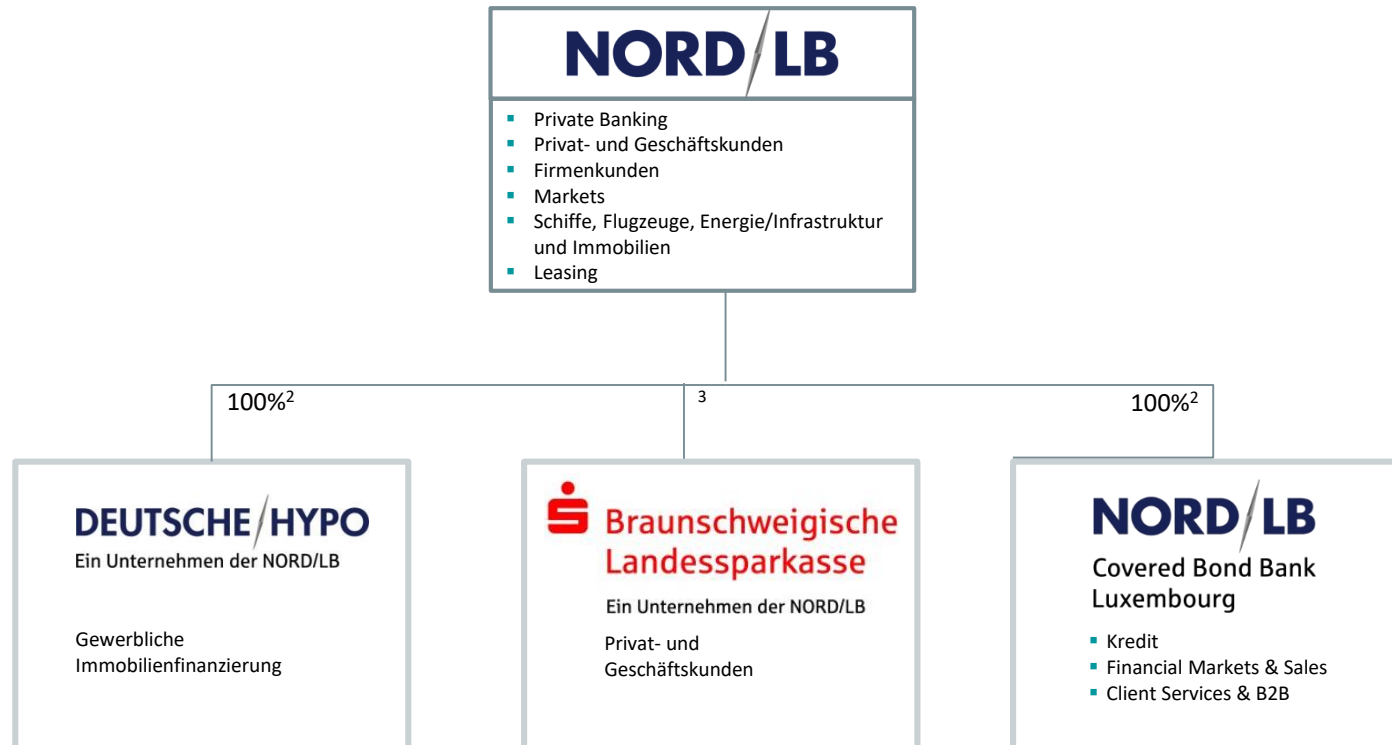 NORD/LB
▪ Private Banking
▪ Privat- und Geschäftskunden
▪ Firmenkunden
▪ Markets
▪ Schiffe, Flugzeuge, Energie/Infrastruktur
und Immobilien
▪ Leasing
100%²
³
100%²
DEUTSCHE/HYPO
Ein Unternehmen der NORD/LB
Gewerbliche
Immobilienfinanzierung
Braunschweigische
Landessparkasse
Ein Unternehmen der NORD/LB
Privat- und
Geschäftskunden
NORD/LB
Covered Bond Bank
Luxembourg
▪ Kredit
▪ Financial Markets & Sales
▪ Client Services & B2B